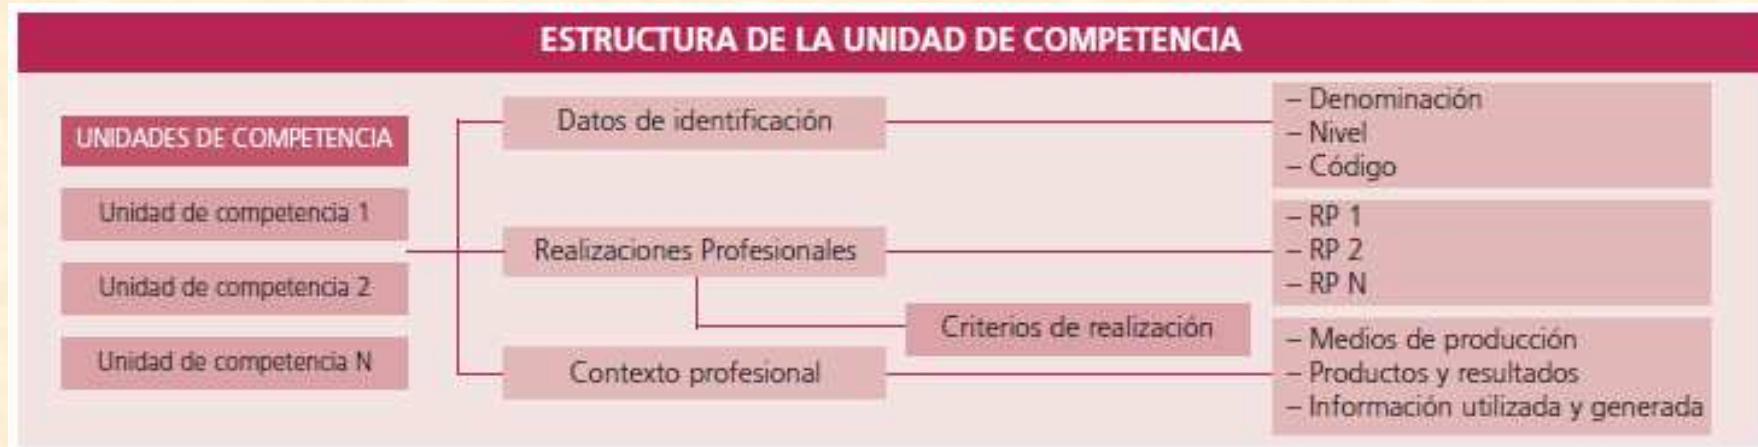 ESTRUCTURA DE LA UNIDAD DE COMPETENCIA
UNIDADES DE COMPETENCIA
Unidad de competencia 1
Unidad de competencia 2
Unidad de competencia N
Datos de identificación
Realizaciones Profesionales
Criterios de realización
Contexto profesional
– Denominación
– Nivel
– Código
– RP 1
– RP 2
– RP N
– Medios de producción
– Productos y resultados
– Información utilizada y generada